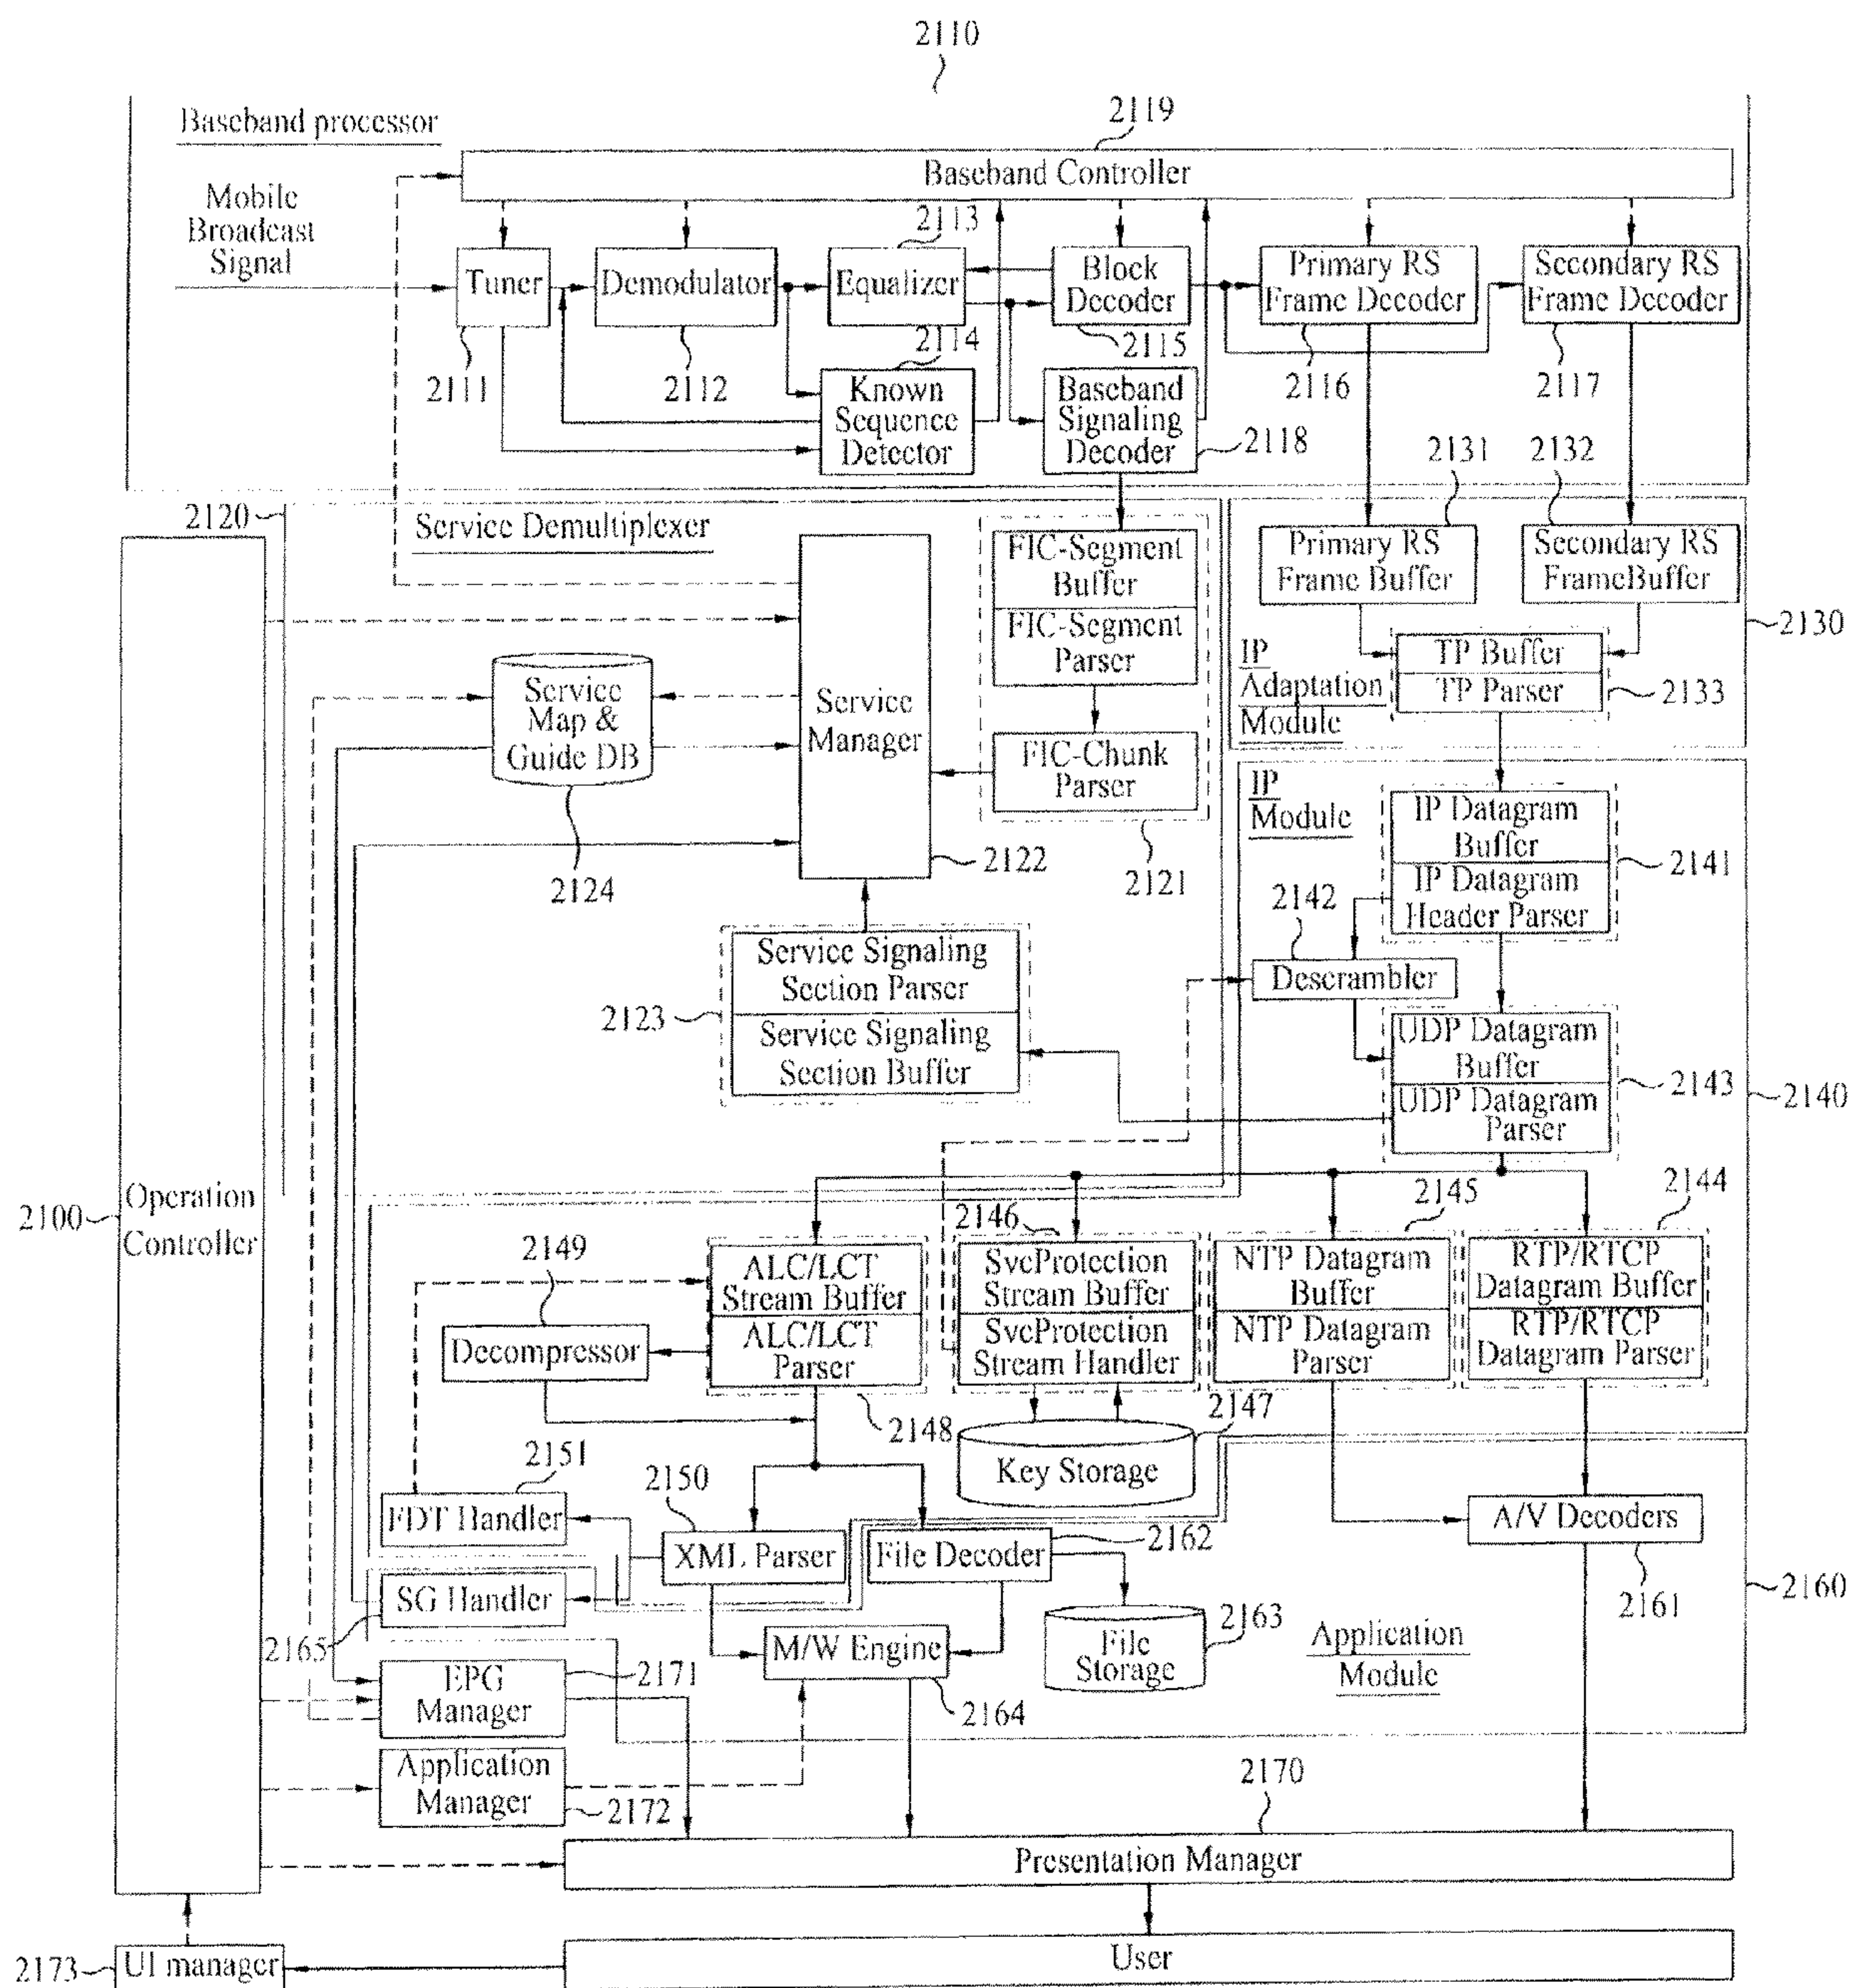 2110
Baseband processor
2119
Baseband Controller
Mobile
Broadcast
Signal
2113
Tuner
Demodulator
Equalizer
Block
Decoder
Primary RS
Frame Decoder
Secondary RS
Frame Decoder
2111
2112
2114
2115
2116
2117
Known
Sequence
Detector
Baseband
Signaling
Decoder
2118
2131
2132
2120
Service Demultiplexer
FIC-Segment
Buffer
FIC-Segment
Parser
Primary RS
Frame Buffer
Secondary RS
FrameBuffer
2130
TP Buffer
TP Parser
2133
IP
Adaptation
Module
Service
Map &
Guide DB
2124
Service
Manager
2122
FIC-Chunk
Parser
2121
IP
Module
IP Datagram
Buffer
IP Datagram
Header Parser
2141
2142
Descrambler
2123
Service Signaling
Section Parser
Service Signaling
Section Buffer
UDP Datagram
Buffer
UDP Datagram
Parser
2143
2140
2100
Operation
Controller
2149
2146
2145
2144
ALC/LCT
Stream Buffer
ALC/LCT
Parser
SvcProtection
Stream Buffer
SvcProtection
Stream Handler
NTP Datagram
Buffer
NTP Datagram
Parser
RTP/RTCP
Datagram Buffer
RTP/RTCP
Datagram Parser
Decompressor
2148
2147
Key Storage
2151
2150
FDT Handler
XML Parser
File Decoder
2162
A/V Decoders
2161
2160
SG Handler
2165
2163
File
Storage
M/W Engine
2164
Application
Module
EPG
Manager
2171
Application
Manager
2172
2170
Presentation Manager
2173
UI manager
User